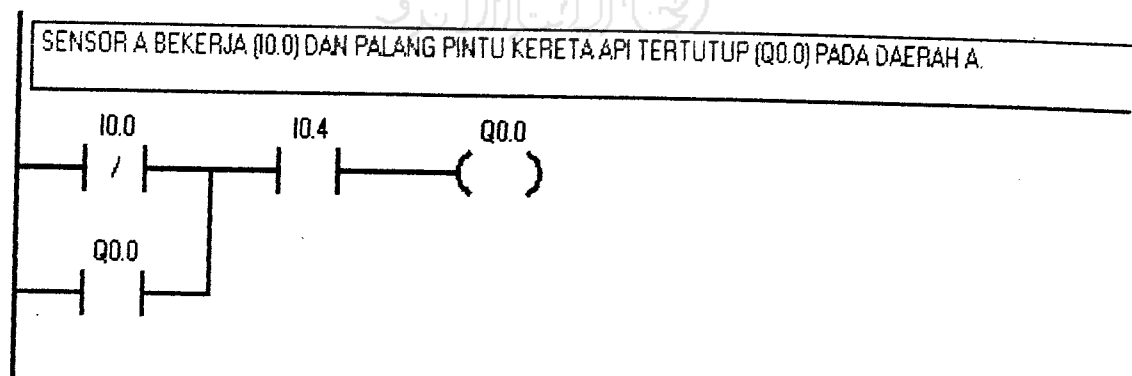 SENSOR A BEKERJA (I0.0) DAN PALANG PINTU KERETA API TERTUTUP (Q0.0) PADA DAERAH A.
I0.0 I0.4 Q0.0
/
Q0.0